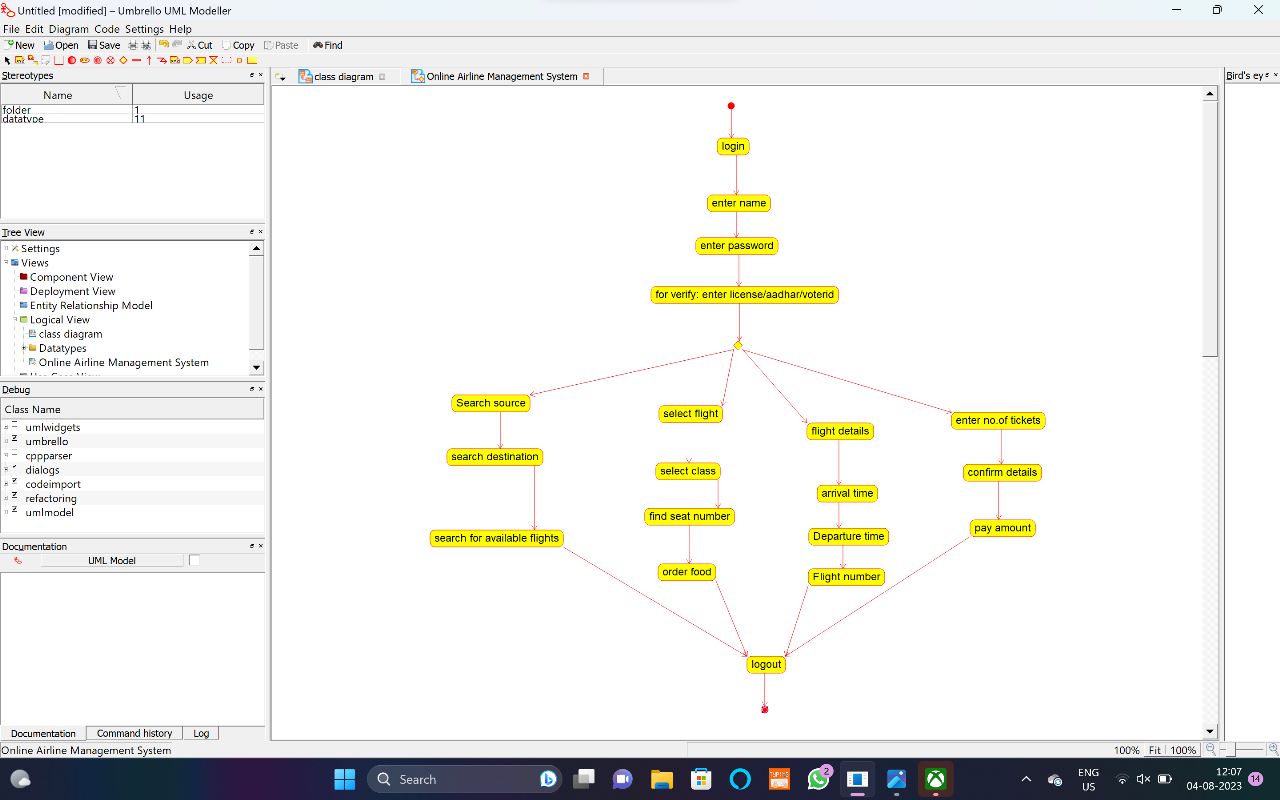 Untitled [modified] – Umbrello UML Modeller
File Edit Diagram Code Settings Help
New Open Save Cut Copy Paste Find
Stereotypes
class diagram
Online Airline Management System
Bird's ey
Name Usage
folder 1
datatype 11
Tree View
Settings
Views
Component View
Deployment View
Entity Relationship Model
Logical View
class diagram
Datatypes
Online Airline Management System
Debug
Class Name
umlwidgets
umbrello
cppparser
dialogs
codeimport
refactoring
umlmodel
Documentation
UML Model
Documentation Command history Log
login
enter name
enter password
for verify: enter license/aadhar/voterid
Search source
search destination
search for available flights
select flight
select class
find seat number
order food
flight details
arrival time
Departure time
Flight number
enter no.of tickets
confirm details
pay amount
logout
Online Airline Management System
100% Fit 100%
Search
2
ENG
US
12:07
04-08-2023
14